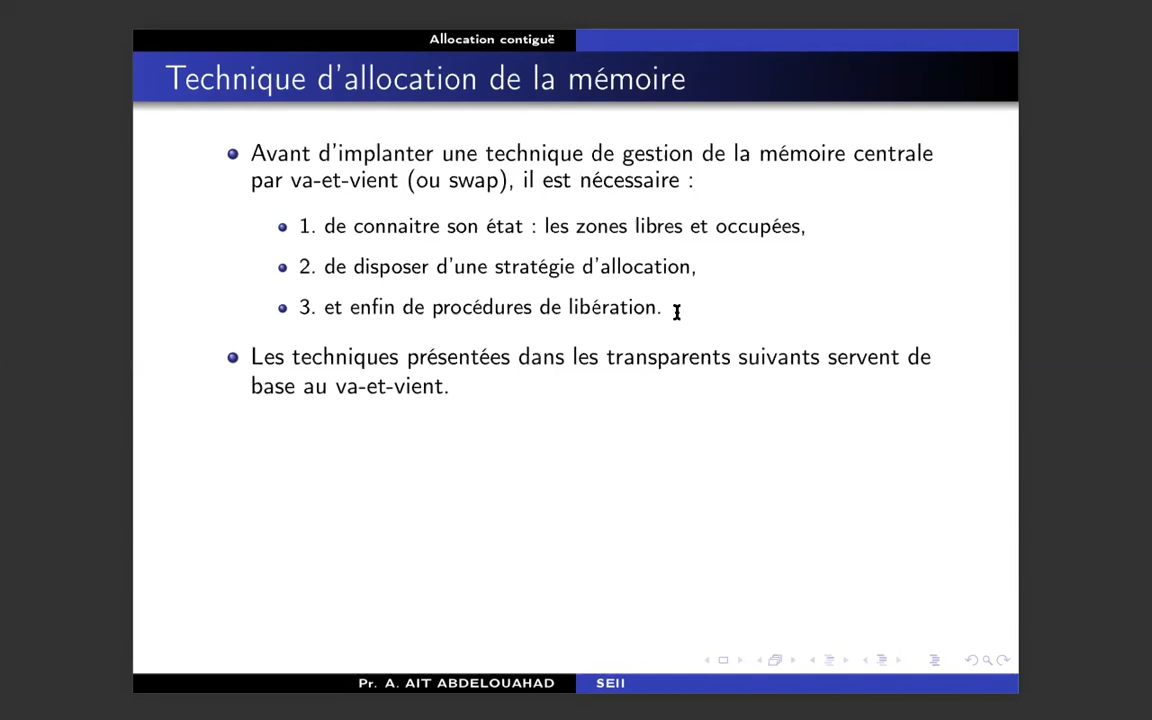 Allocation contiguë
Technique d'allocation de la mémoire
Avant d'implanter une technique de gestion de la mémoire centrale
par va-et-vient (ou swap), il est nécessaire :
1. de connaitre son état : les zones libres et occupées,
2. de disposer d'une stratégie d'allocation,
3. et enfin de procédures de libération.
Les techniques présentées dans les transparents suivants servent de
base au va-et-vient.
Pr. A. AIT ABDELOUAHAD SEII